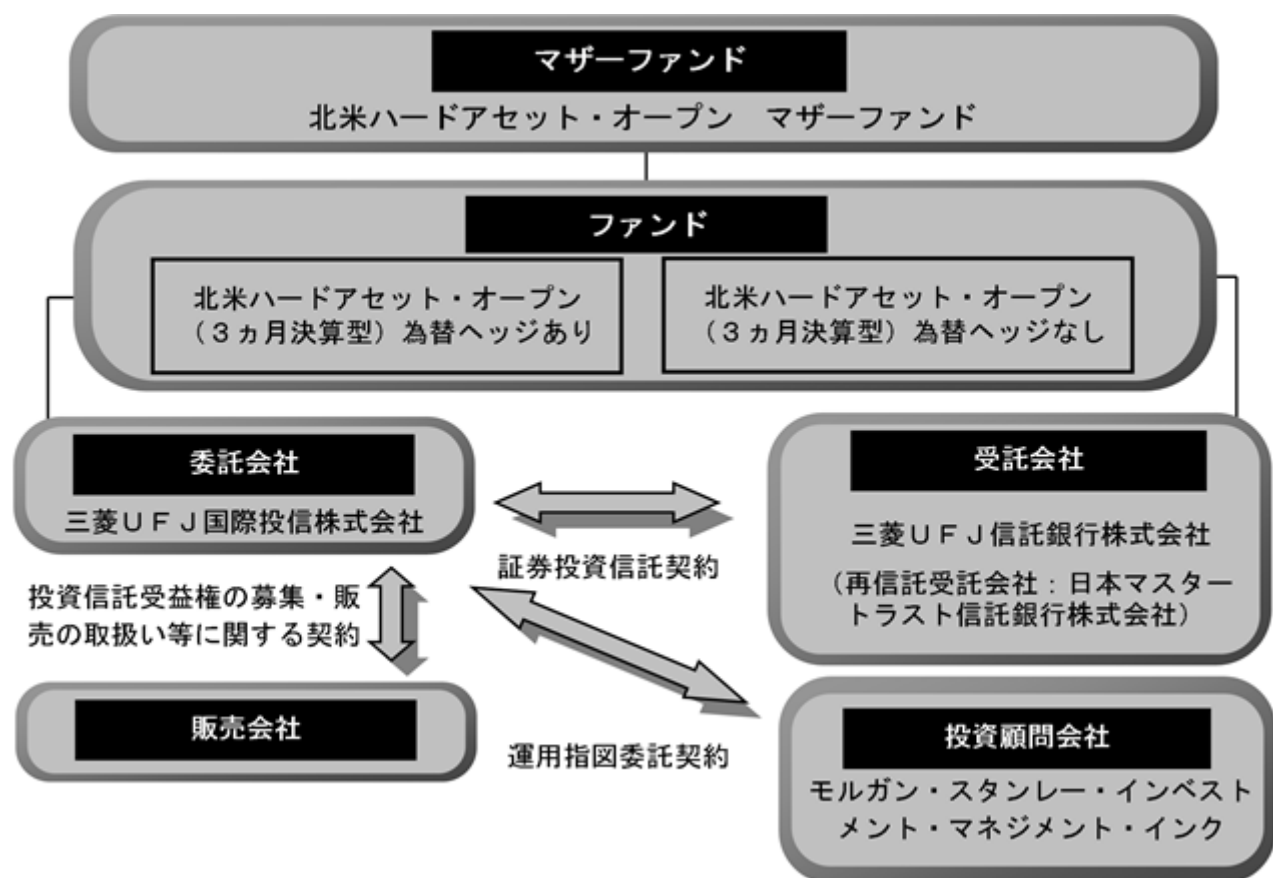 マザーファンド
北米ハードアセット・オープン　マザーファンド
ファンド
北米ハードアセット・オープン
（３ヵ月決算型）為替ヘッジあり
北米ハードアセット・オープン
（３ヵ月決算型）為替ヘッジなし
委託会社
三菱ＵＦＪ国際投信株式会社
受託会社
三菱ＵＦＪ信託銀行株式会社
（再信託受託会社：日本マスター
トラスト信託銀行株式会社）
証券投資信託契約
投資信託受益権の募集・販
売の取扱い等に関する契約
販売会社
運用指図委託契約
投資顧問会社
モルガン・スタンレー・インベスト
メント・マネジメント・インク